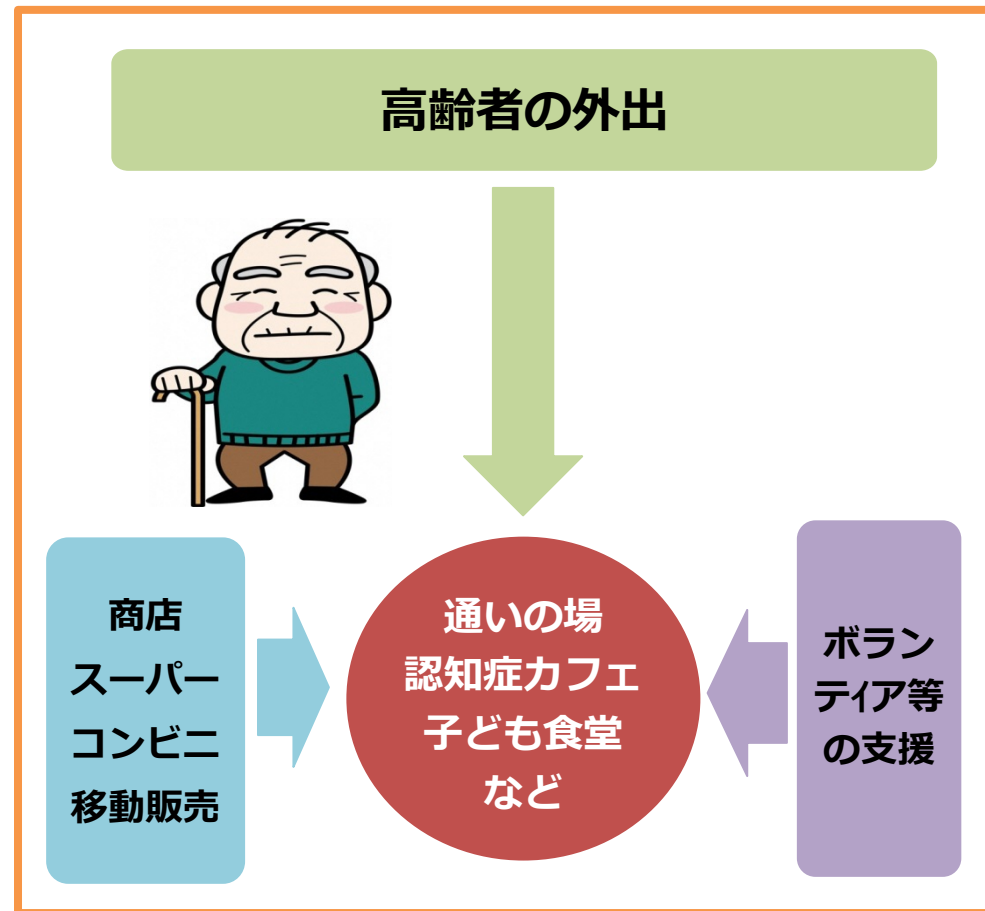 高齢者の外出
商店
スーパー
コンビニ
移動販売
通いの場
認知症カフェ
子ども食堂
など
ボラン
ティア等
の支援